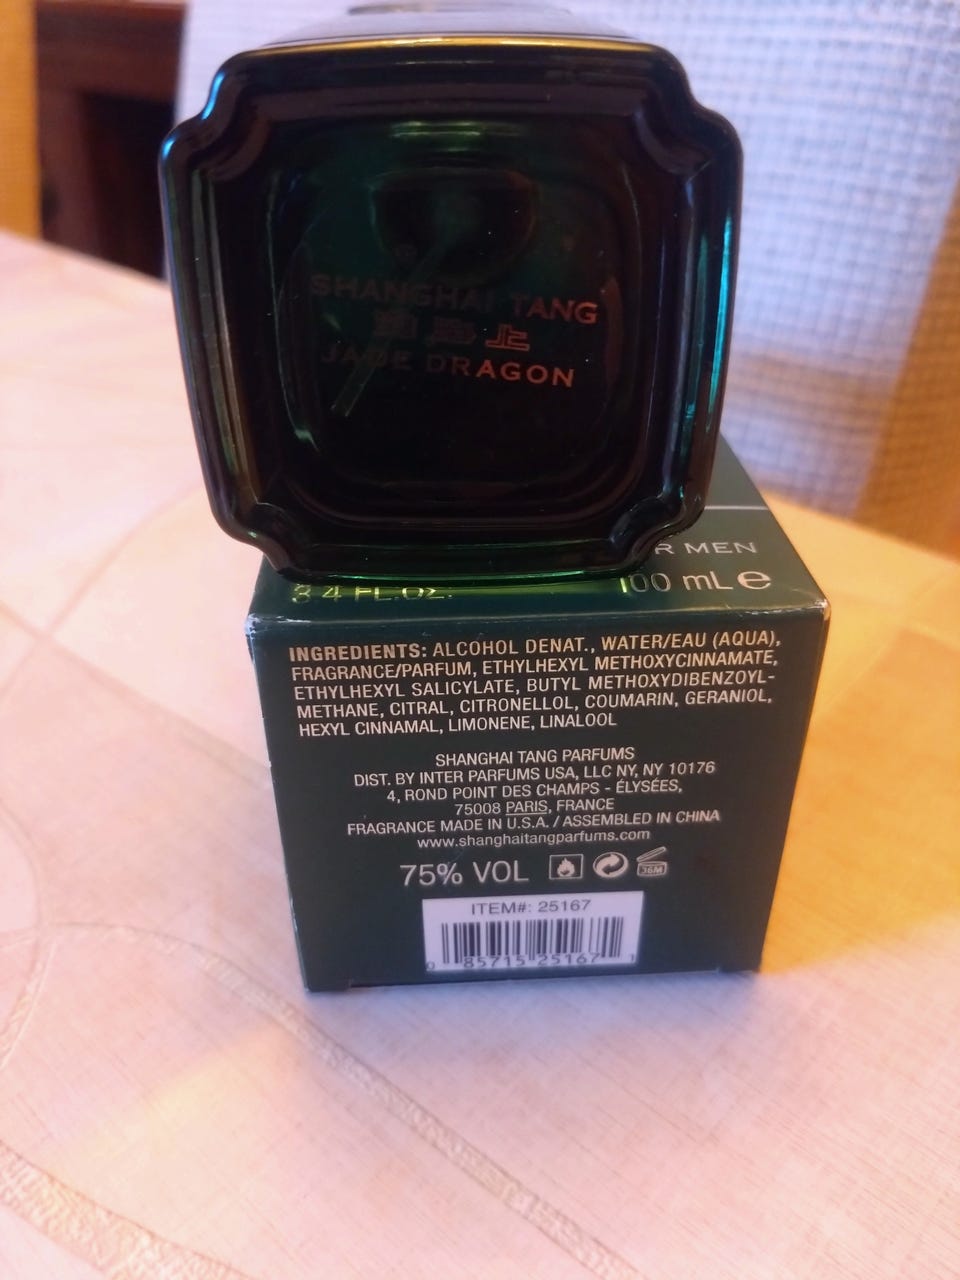 SHANGHAI TANG
JADE DRAGON
R MEN
3.4 FL.OZ. 100 mL ℮
INGREDIENTS: ALCOHOL DENAT., WATER/EAU (AQUA),
FRAGRANCE/PARFUM, ETHYLHEXYL METHOXYCINNAMATE,
ETHYLHEXYL SALICYLATE, BUTYL METHOXYDIBENZOYL-
METHANE, CITRAL, CITRONELLOL, COUMARIN, GERANIOL,
HEXYL CINNAMAL, LIMONENE, LINALOOL
SHANGHAI TANG PARFUMS
DIST. BY INTER PARFUMS USA, LLC NY, NY 10176
4, ROND POINT DES CHAMPS - ÉLYSÉES,
75008 PARIS, FRANCE
FRAGRANCE MADE IN U.S.A. / ASSEMBLED IN CHINA
www.shanghaitangparfums.com
75% VOL 36M
ITEM#: 25167
0 85715 25167 1